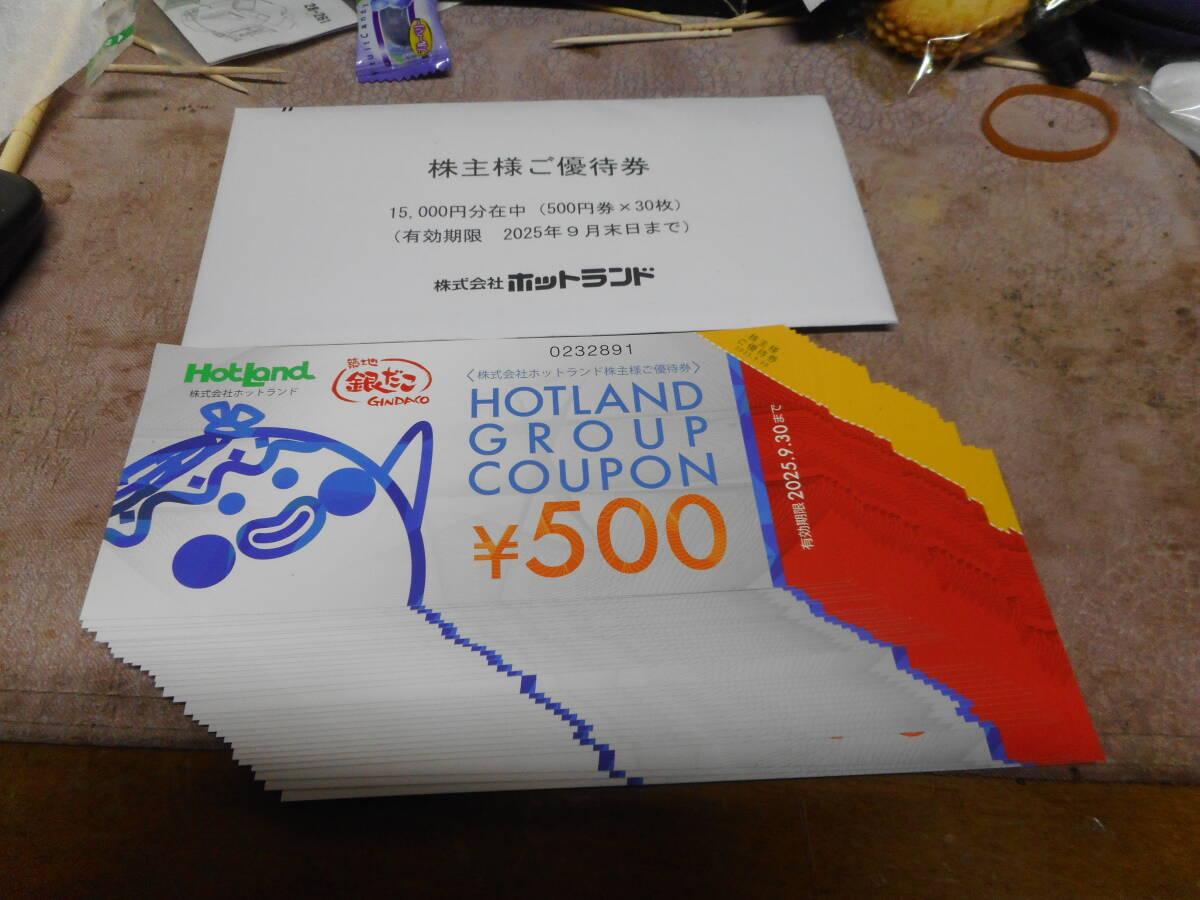 株主様ご優待券
15,000円分在中（500円券×30枚）
（有効期限　2025年９月末日まで）
株式会社ホットランド
0232891
HotLand
株式会社ホットランド
築地
銀だこ
GINDACO
〈株式会社ホットランド株主様ご優待券〉
HOTLAND
GROUP
COUPON
¥500
有効期限 2025.9.30まで
株主様
ご優待券